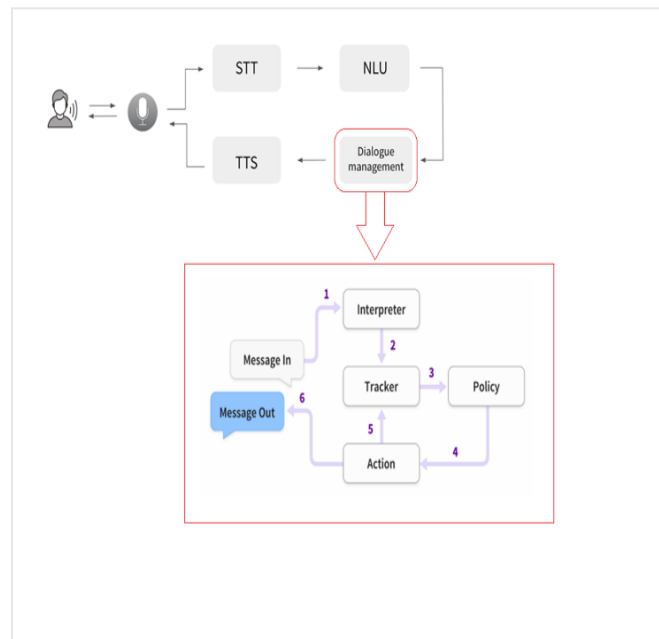 STT
NLU
TTS
Dialogue
management
1
Interpreter
2
Message In
Tracker
3
Policy
6
Message Out
5
4
Action